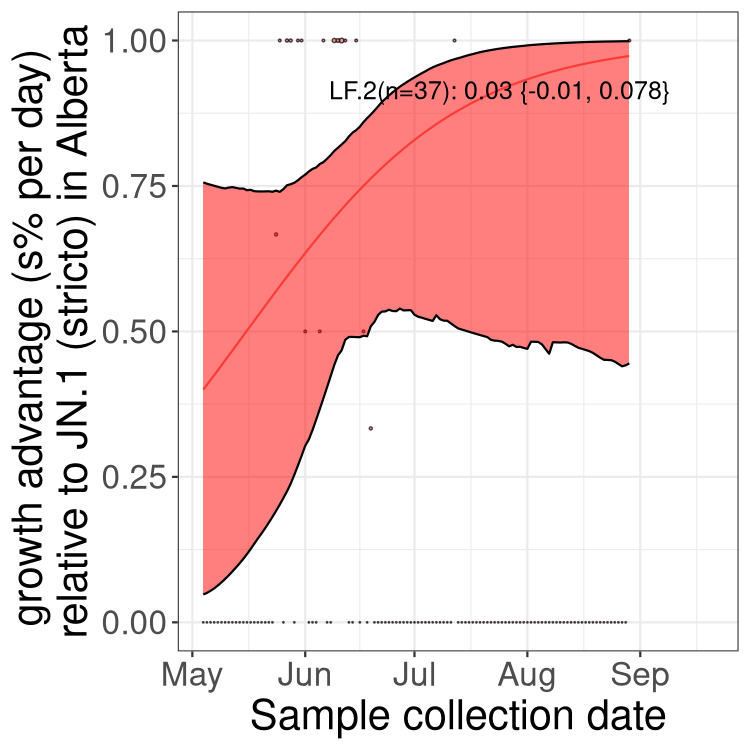 growth advantage (s% per day)
relative to JN.1 (stricto) in Alberta
1.00
0.75
0.50
0.25
0.00
LF.2(n=37): 0.03 {-0.01, 0.078}
May Jun Jul Aug Sep
Sample collection date